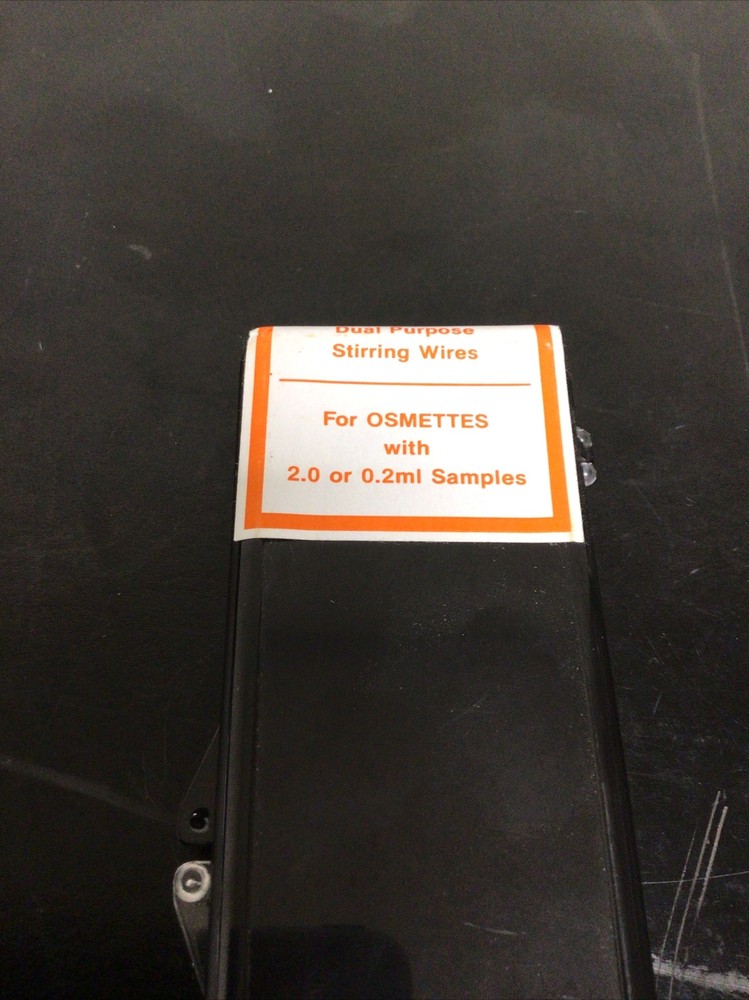 Dual Purpose
Stirring Wires
For OSMETTES
with
2.0 or 0.2ml Samples